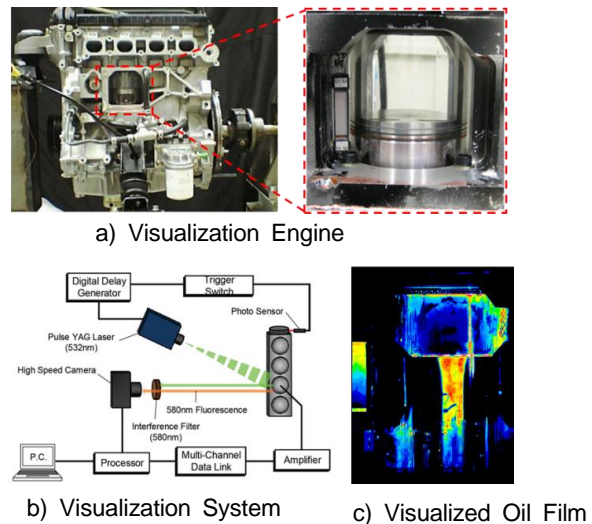 a) Visualization Engine
Digital Delay
Generator
Trigger
Switch
Photo Sensor
Pulse YAG Laser
(532nm)
High Speed Camera
580nm Fluorescence
Interference Filter
(580nm)
P.C.
Processor
Multi-Channel
Data Link
Amplifier
b) Visualization System
c) Visualized Oil Film